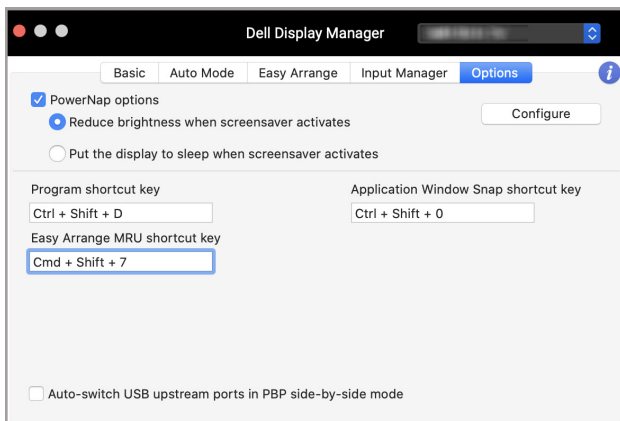 Dell Display Manager
Basic Auto Mode Easy Arrange Input Manager Options i
PowerNap options
Configure
Reduce brightness when screensaver activates
Put the display to sleep when screensaver activates
Program shortcut key
Application Window Snap shortcut key
Ctrl + Shift + D
Ctrl + Shift + 0
Easy Arrange MRU shortcut key
Cmd + Shift + 7
Auto-switch USB upstream ports in PBP side-by-side mode